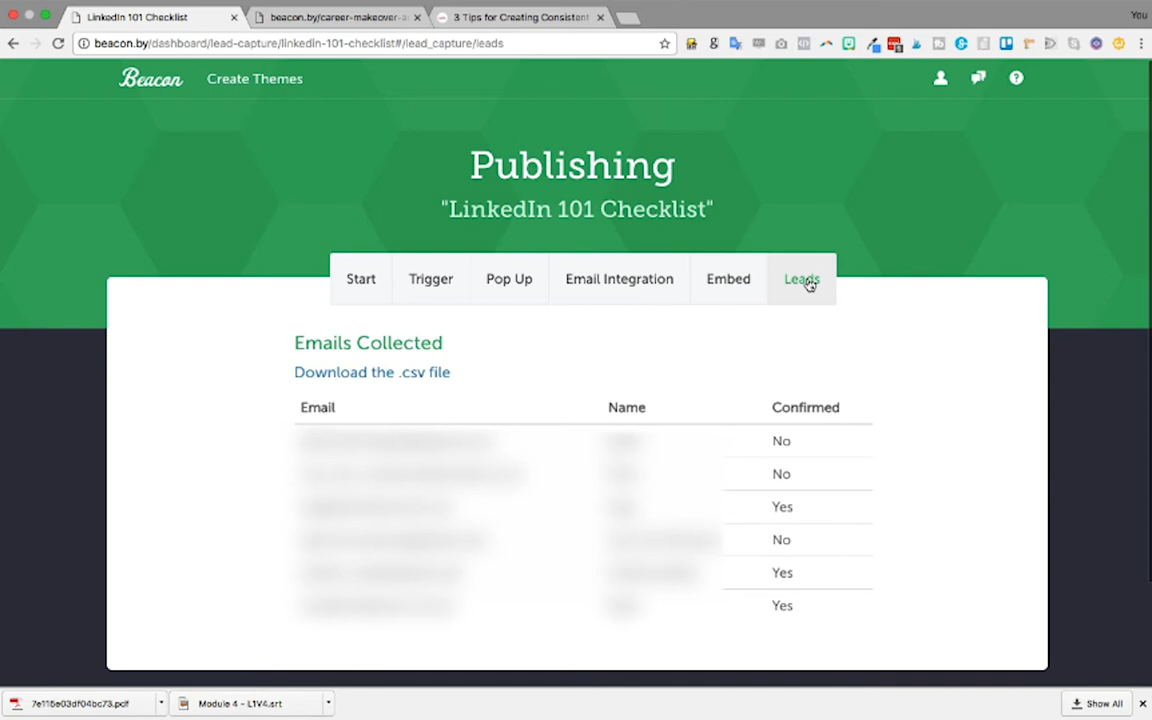 LinkedIn 101 Checklist
beacon.by/career-makeover-a
3 Tips for Creating Consistent
You
beacon.by/dashboard/lead-capture/linkedin-101-checklist#/lead_capture/leads
Beacon
Create Themes
Publishing
"LinkedIn 101 Checklist"
Start
Trigger
Pop Up
Email Integration
Embed
Leads
Emails Collected
Download the .csv file
Email
Name
Confirmed
No
No
Yes
No
Yes
Yes
7e115e03df04bc73.pdf
Module 4 - L1V4.srt
Show All